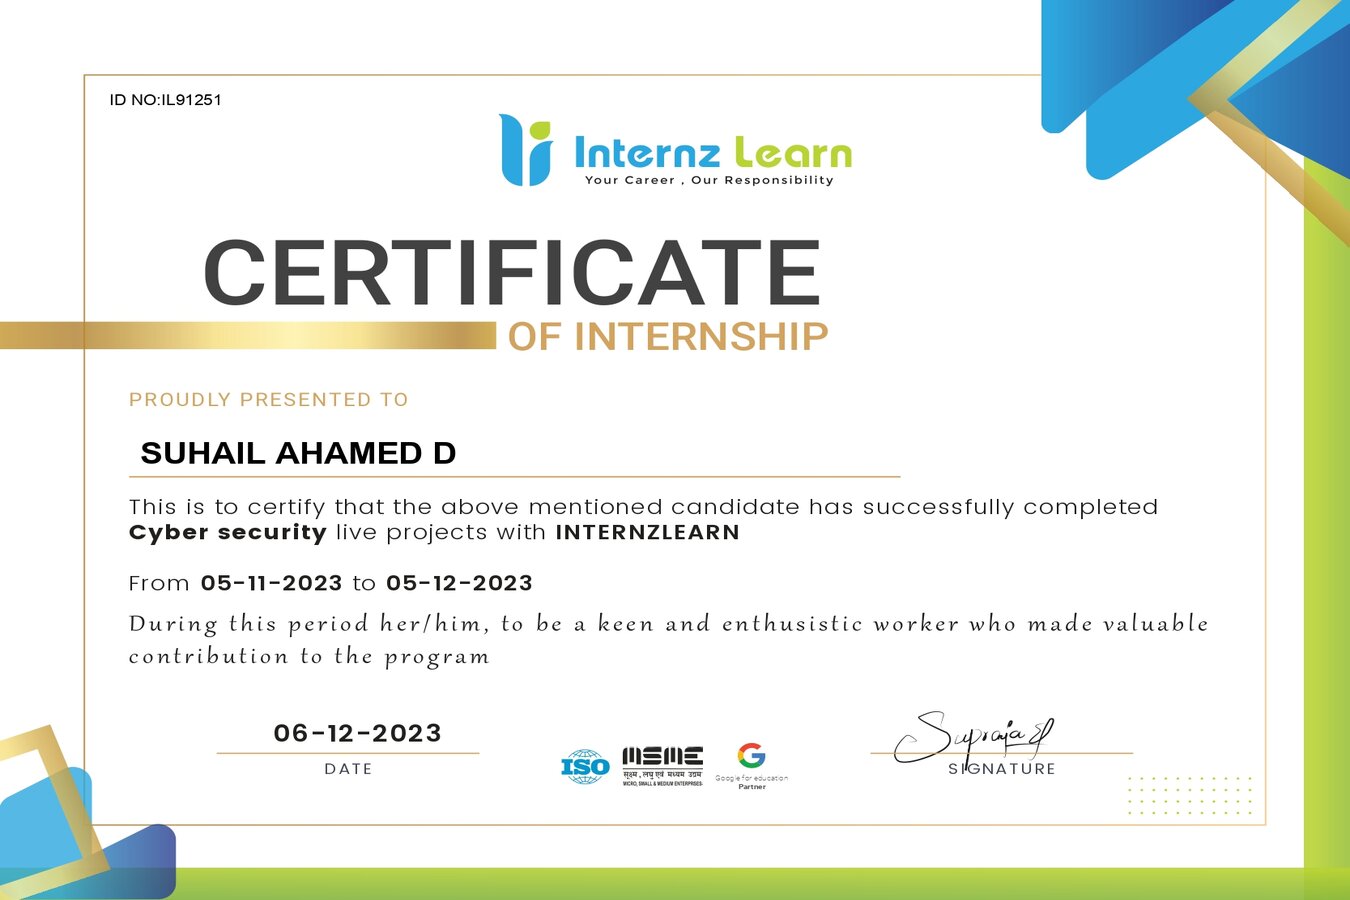 ID NO:IL91251
Internz Learn
Your Career , Our Responsibility
CERTIFICATE
OF INTERNSHIP
PROUDLY PRESENTED TO
SUHAIL AHAMED D
This is to certify that the above mentioned candidate has successfully completed
Cyber security live projects with INTERNZLEARN
From 05-11-2023 to 05-12-2023
During this period her/him, to be a keen and enthusistic worker who made valuable
contribution to the program
06-12-2023
DATE
ISO
MSME
सूक्ष्म, लघु एवं मध्यम उद्यम
MICRO, SMALL & MEDIUM ENTERPRISES
G
Google for education
Partner
Supraja
SIGNATURE